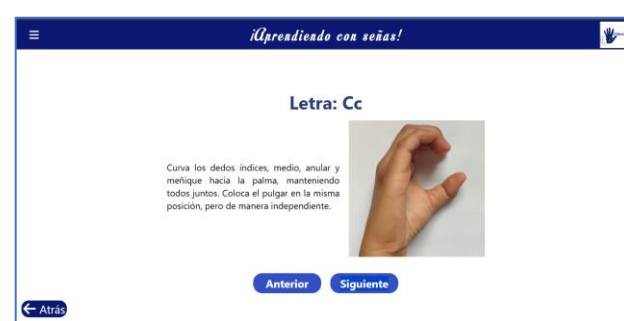 ¡Aprendiendo con señas!
Letra: Cc
Curva los dedos índices, medio, anular y
meñique hacia la palma, manteniendo
todos juntos. Coloca el pulgar en la misma
posición, pero de manera independiente.
Anterior
Siguiente
Atrás